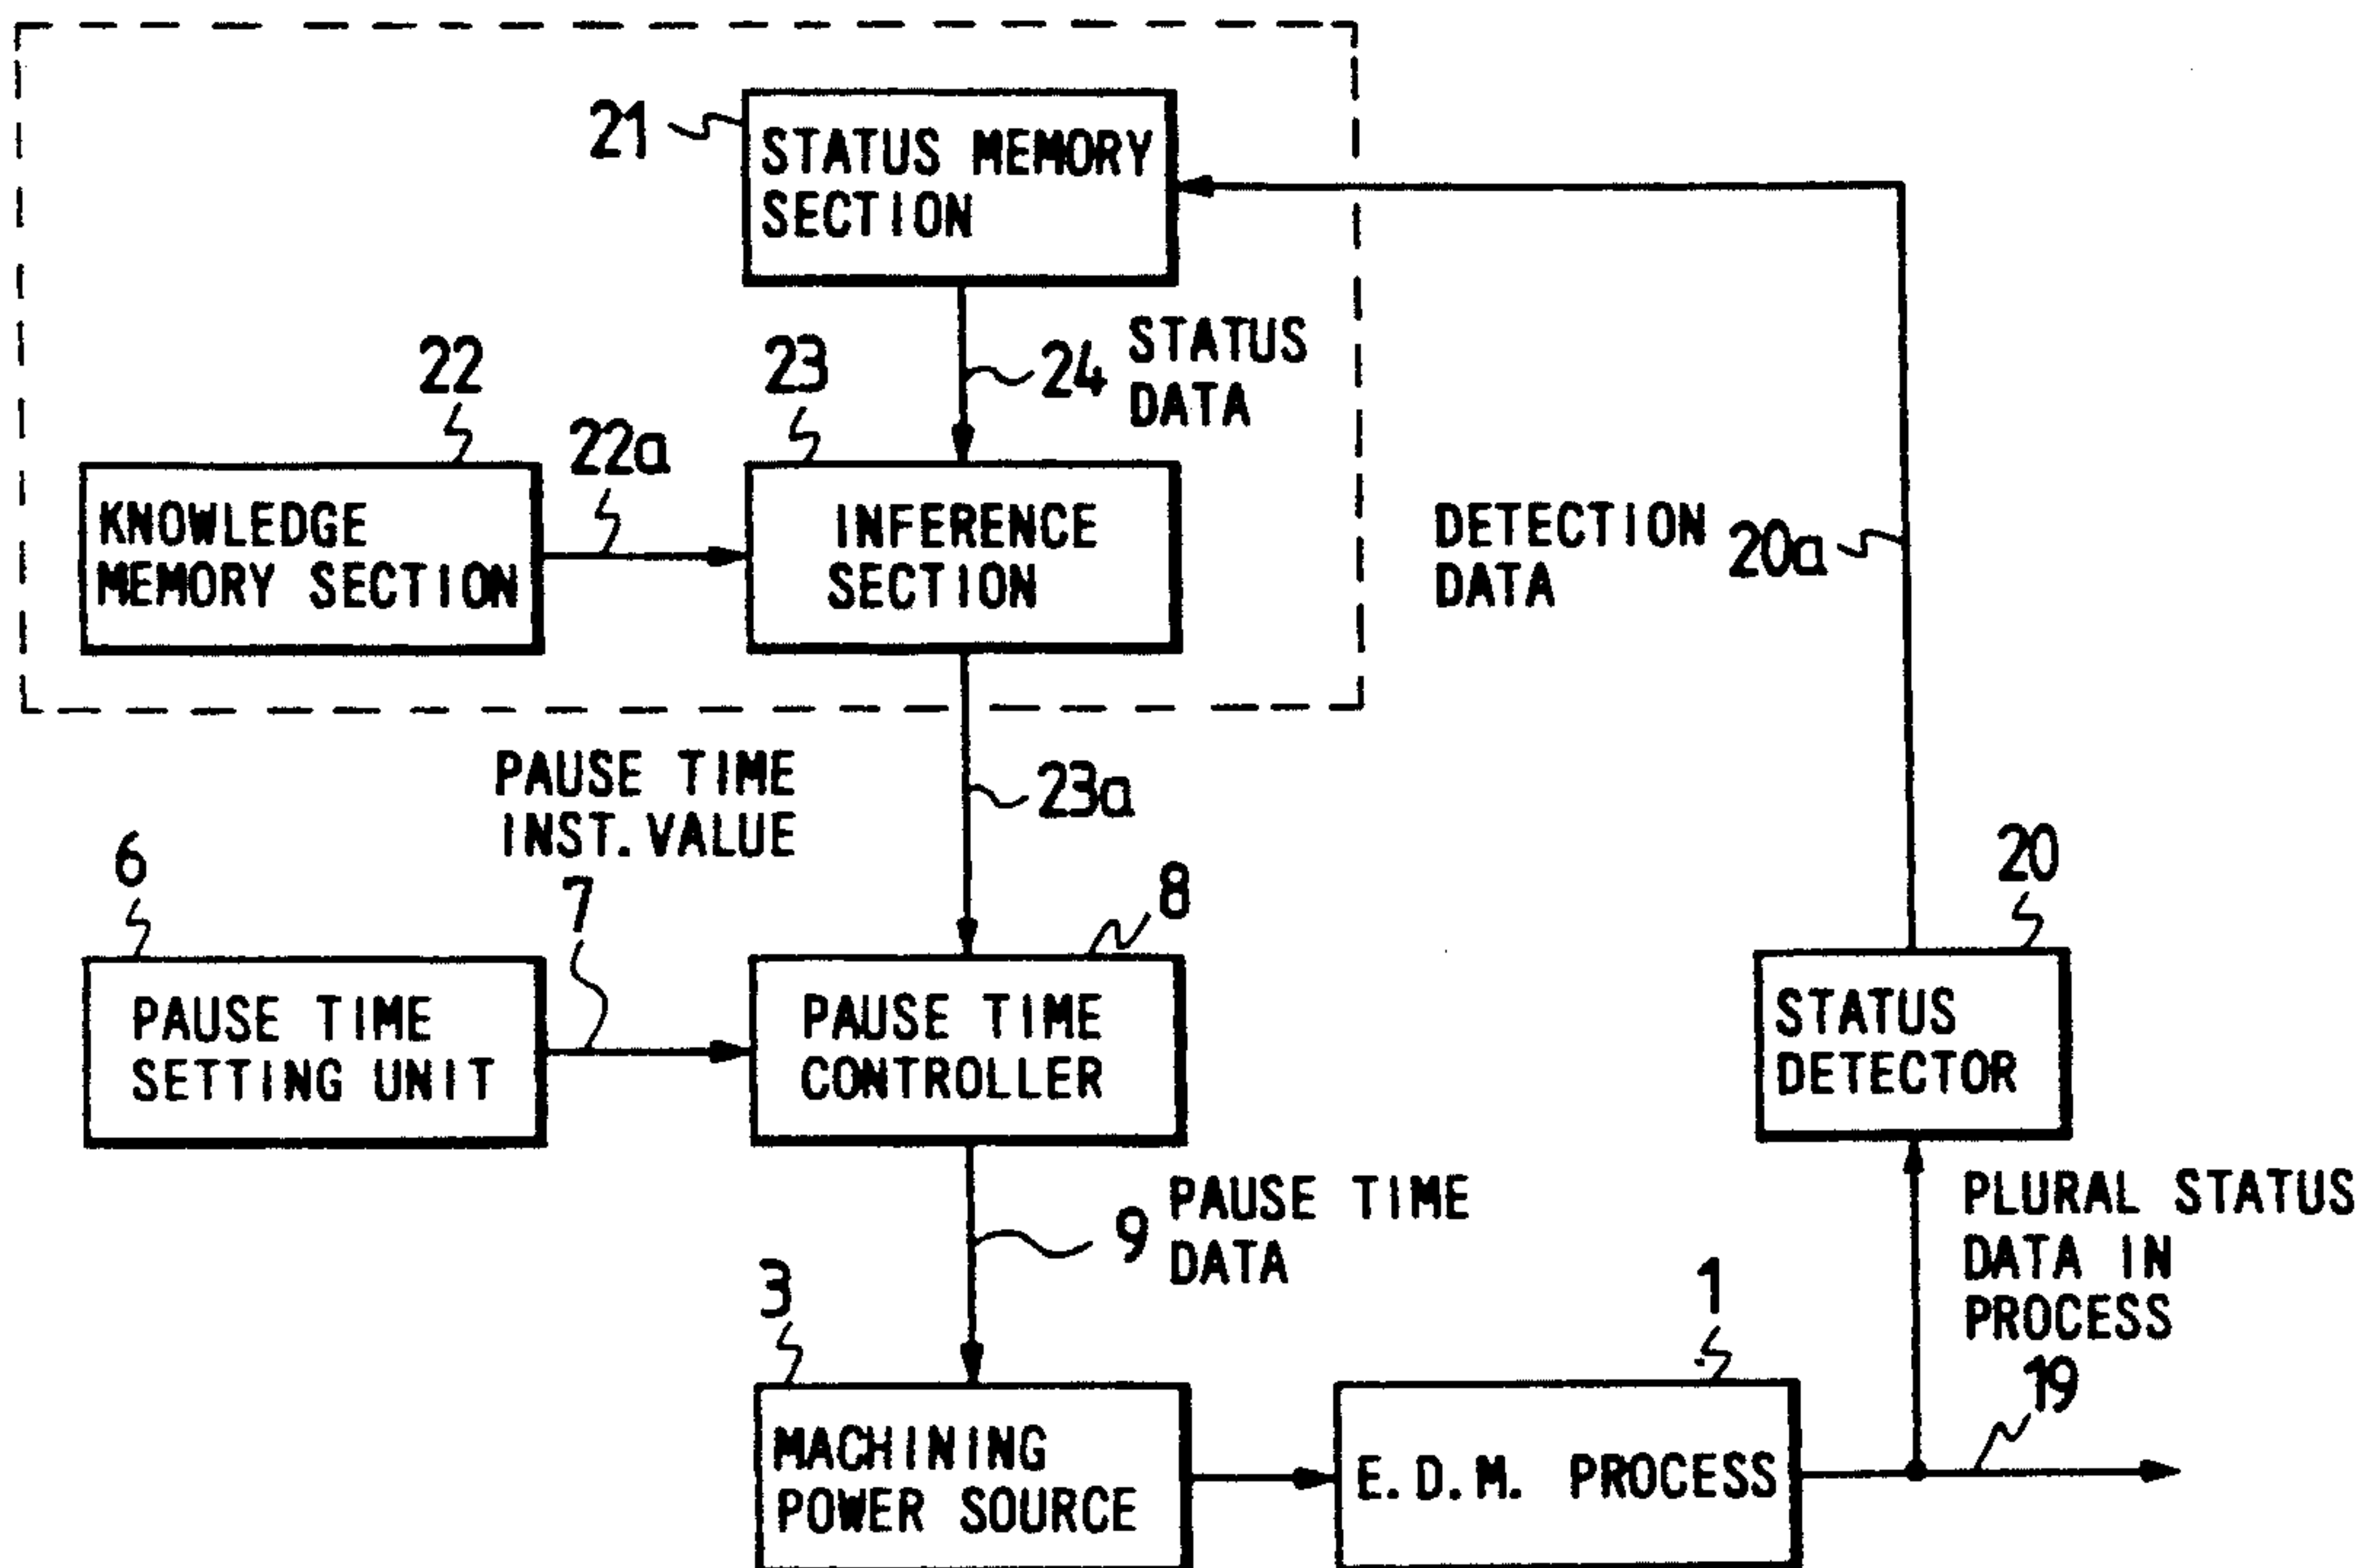 21
STATUS MEMORY
SECTION
24
STATUS
DATA
22
22a
23
KNOWLEDGE
MEMORY SECTION
INFERENCE
SECTION
DETECTION
DATA
20a
PAUSE TIME
INST. VALUE
7
23a
6
8
20
PAUSE TIME
SETTING UNIT
PAUSE TIME
CONTROLLER
STATUS
DETECTOR
9
PAUSE TIME
DATA
PLURAL STATUS
DATA IN
PROCESS
19
3
1
MACHINING
POWER SOURCE
E. D. M. PROCESS